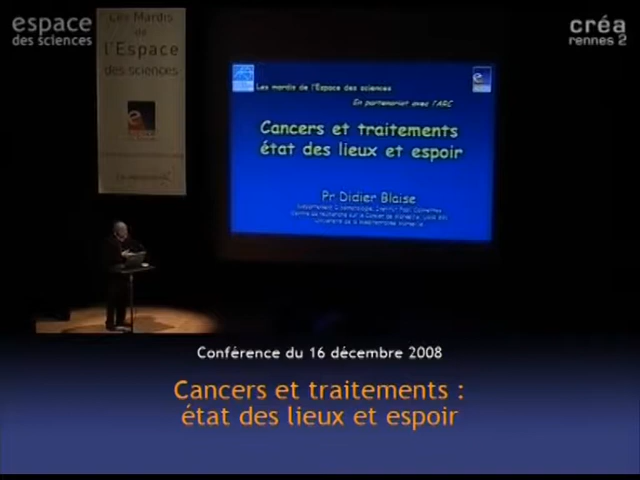 espace
des sciences
créa
rennes 2
Les Mardis
de
l'Espace
des sciences
Les mardis de l'Espace des sciences
En partenariat avec l'ARC
Cancers et traitements
état des lieux et espoir
Pr Didier Blaise
Conférence du 16 décembre 2008
Cancers et traitements :
état des lieux et espoir